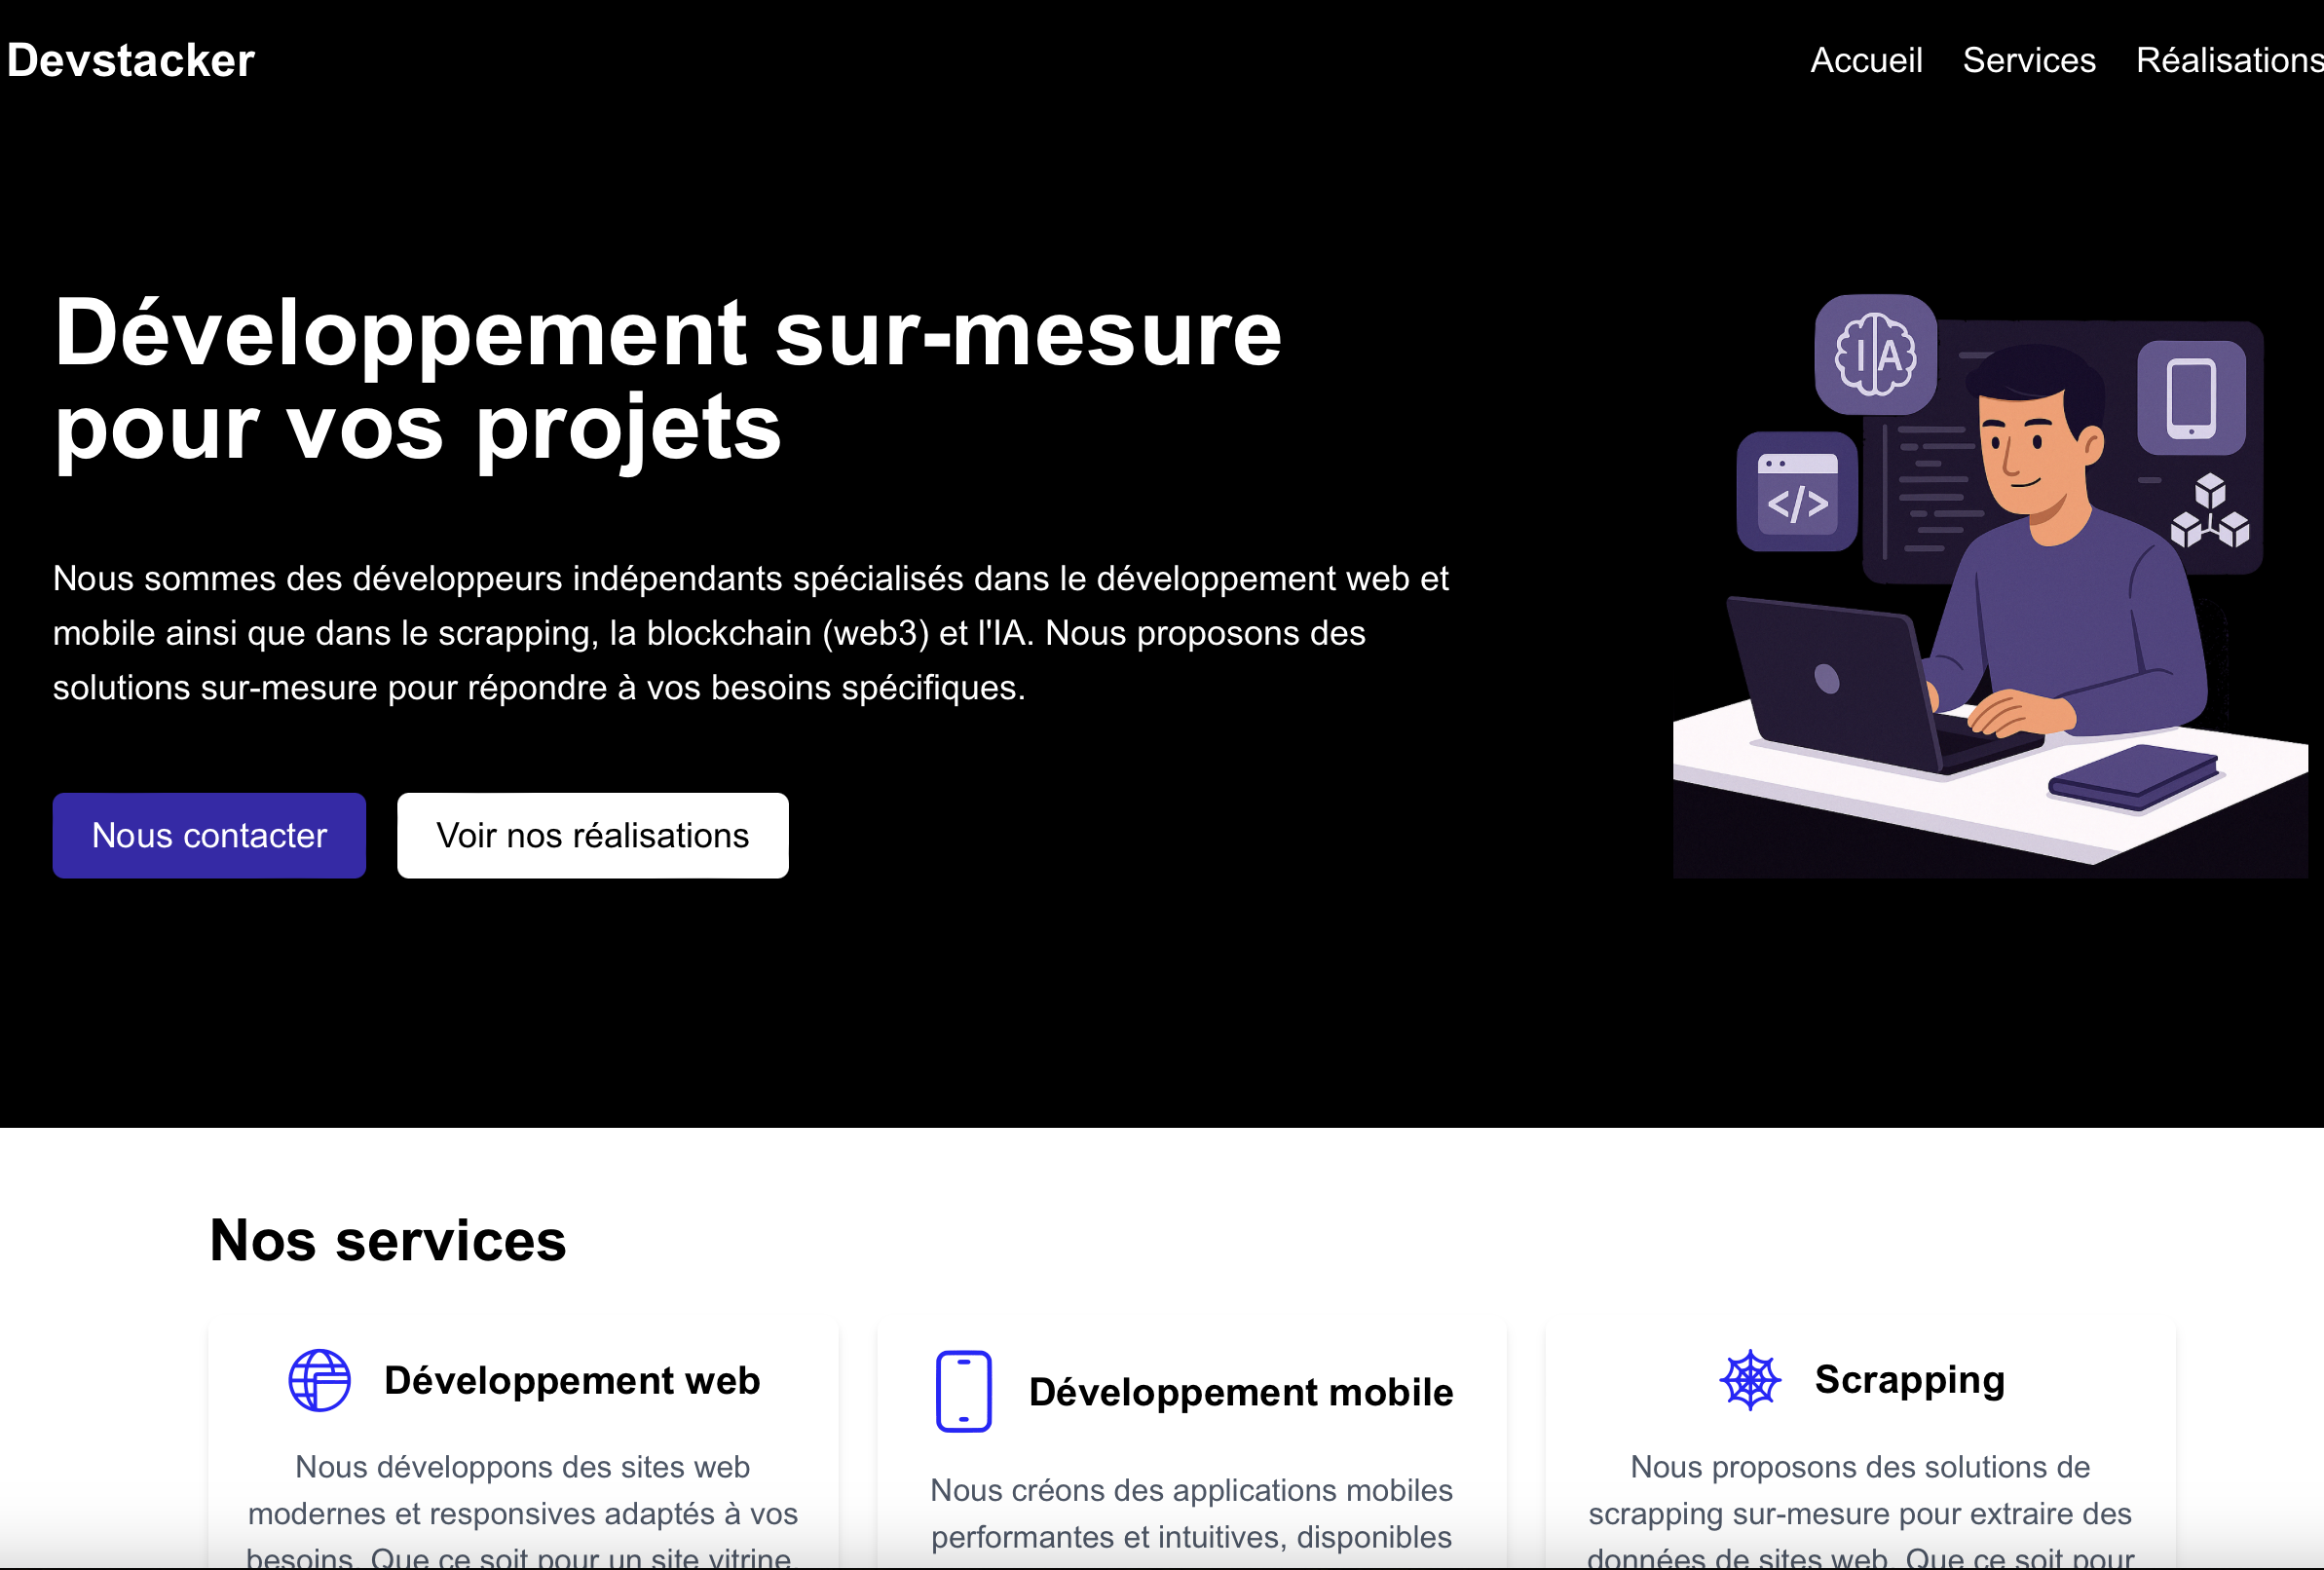 Devstacker
Accueil Services Réalisations
Développement sur-mesure
pour vos projets
Nous sommes des développeurs indépendants spécialisés dans le développement web et
mobile ainsi que dans le scrapping, la blockchain (web3) et l'IA. Nous proposons des
solutions sur-mesure pour répondre à vos besoins spécifiques.
Nous contacter
Voir nos réalisations
IA
</>
Nos services
Développement web
Nous développons des sites web
modernes et responsives adaptés à vos
besoins. Que ce soit pour un site vitrine,
Développement mobile
Nous créons des applications mobiles
performantes et intuitives, disponibles
Scrapping
Nous proposons des solutions de
scrapping sur-mesure pour extraire des
données de sites web. Que ce soit pour